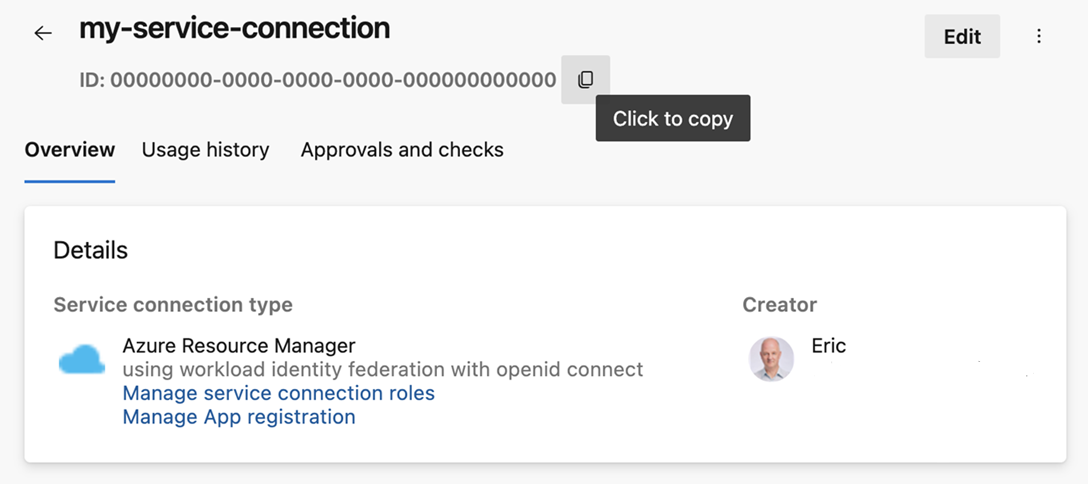 my-service-connection
Edit
ID: 00000000-0000-0000-0000-000000000000
Click to copy
Overview
Usage history
Approvals and checks
Details
Service connection type
Creator
Azure Resource Manager
Eric
using workload identity federation with openid connect
Manage service connection roles
Manage App registration